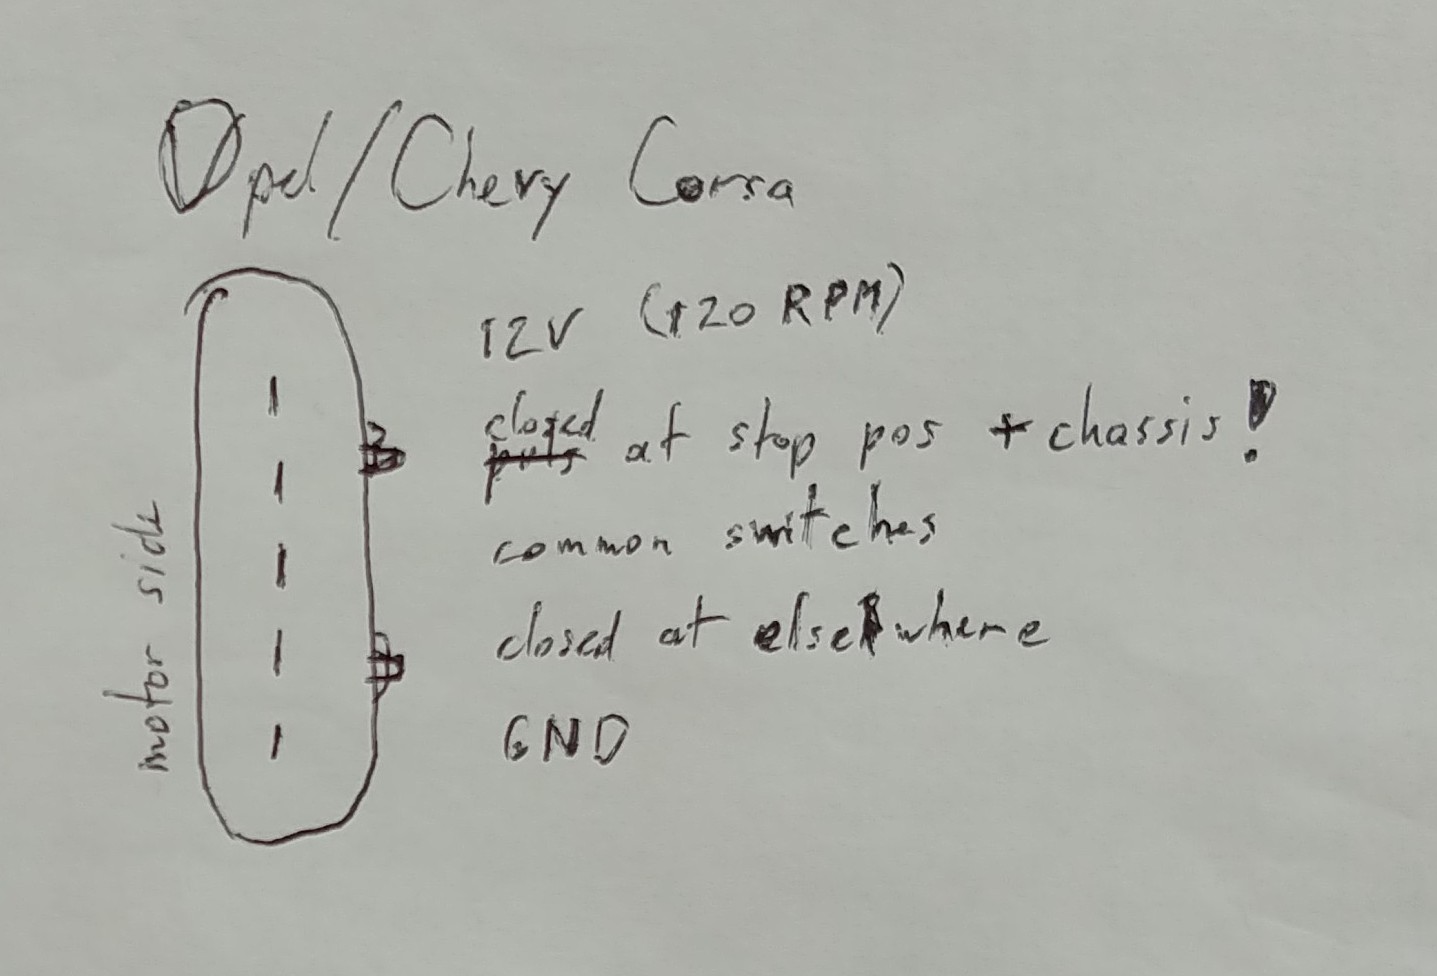 Opel/Chevy Corsa
12V (120 RPM)
closed at stop pos + chassis!
common switches
closed at elsewhere
GND
motor side